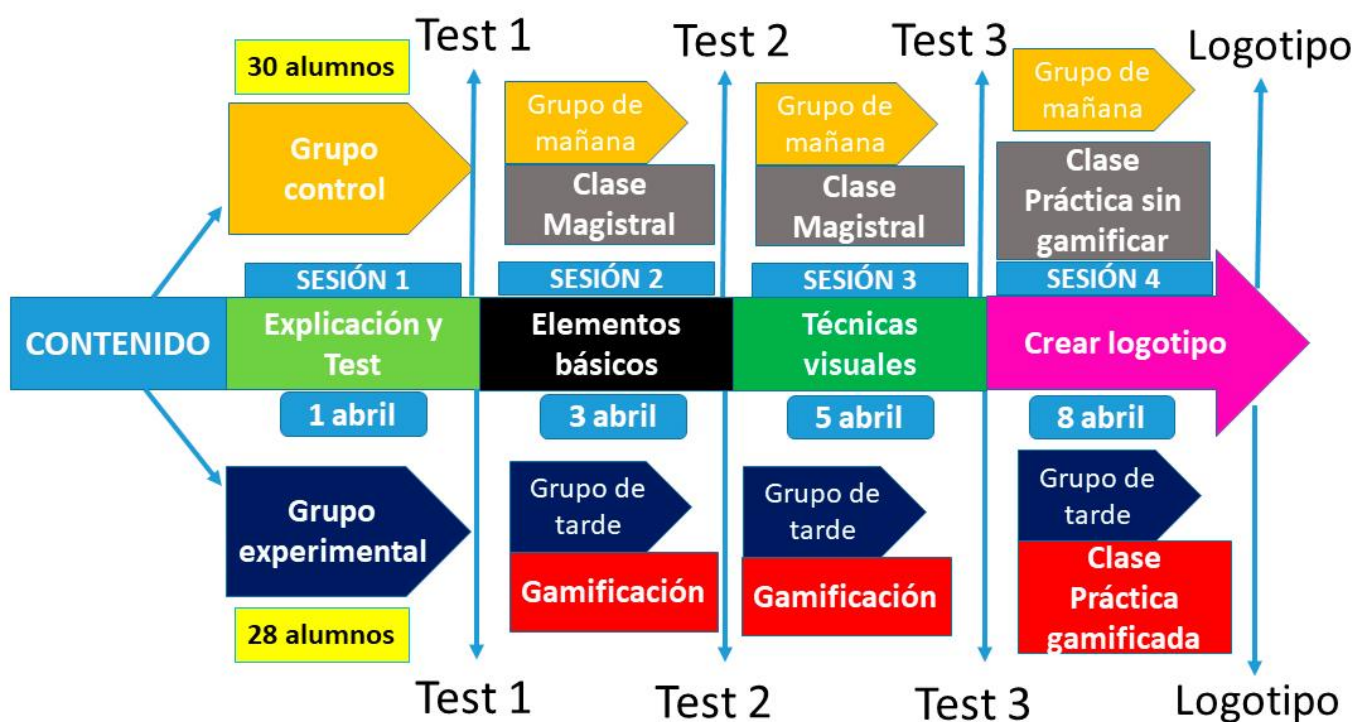 Test 1
Test 2
Test 3
Logotipo
30 alumnos
Grupo
control
Grupo de
mañana
Clase
Magistral
Grupo de
mañana
Clase
Magistral
Grupo de
mañana
Clase
Práctica sin
gamificar
SESIÓN 1
SESIÓN 2
SESIÓN 3
SESIÓN 4
CONTENIDO
Explicación y
Test
Elementos
básicos
Técnicas
visuales
Crear logotipo
1 abril
3 abril
5 abril
8 abril
Grupo
experimental
Grupo de
tarde
Gamificación
Grupo de
tarde
Gamificación
Grupo de
tarde
Clase
Práctica
gamificada
28 alumnos
Test 1
Test 2
Test 3
Logotipo